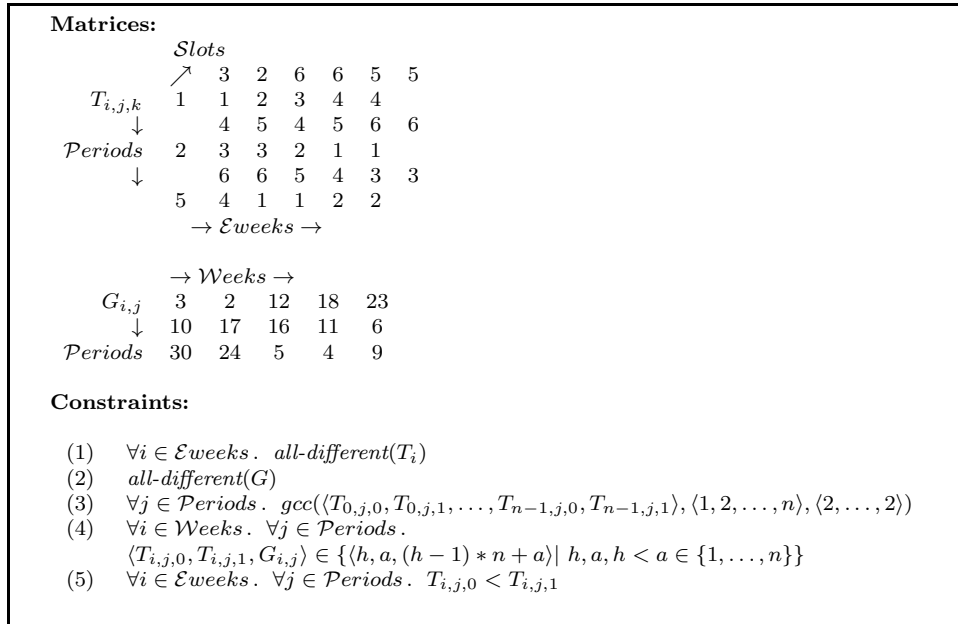 Matrices:
Slots
↗ 3 2 6 6 5 5
T_{i,j,k} 1 1 2 3 4 4
↓ 4 5 4 5 6 6
Periods 2 3 3 2 1 1
↓ 6 6 5 4 3 3
5 4 1 1 2 2
→ Eweeks →
→ Weeks →
G_{i,j} 3 2 12 18 23
↓ 10 17 16 11 6
Periods 30 24 5 4 9
Constraints:
(1) ∀i ∈ Eweeks . all-different(T_i)
(2) all-different(G)
(3) ∀j ∈ Periods . gcc(⟨T_{0,j,0}, T_{0,j,1}, . . . , T_{n−1,j,0}, T_{n−1,j,1}⟩, ⟨1, 2, . . . , n⟩, ⟨2, . . . , 2⟩)
(4) ∀i ∈ Weeks . ∀j ∈ Periods .
⟨T_{i,j,0}, T_{i,j,1}, G_{i,j}⟩ ∈ {⟨h, a, (h − 1) ∗ n + a⟩| h, a, h < a ∈ {1, . . . , n}}
(5) ∀i ∈ Eweeks . ∀j ∈ Periods . T_{i,j,0} < T_{i,j,1}